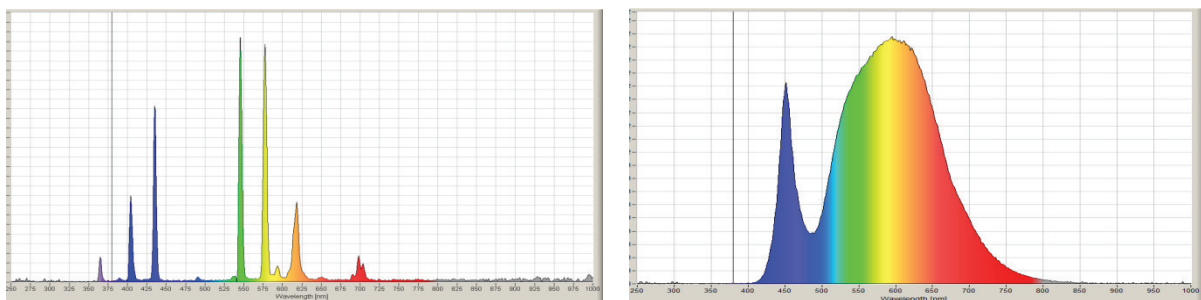 250 275 300 325 350 375 400 425 450 475 500 525 550 575 600 625 650 675 700 725 750 775 800 825 850 875 900 925 950 975 1000
Wavelength [nm]
250 300 350 400 450 500 550 600 650 700 750 800 850 900 950 1000
Wavelength [nm]